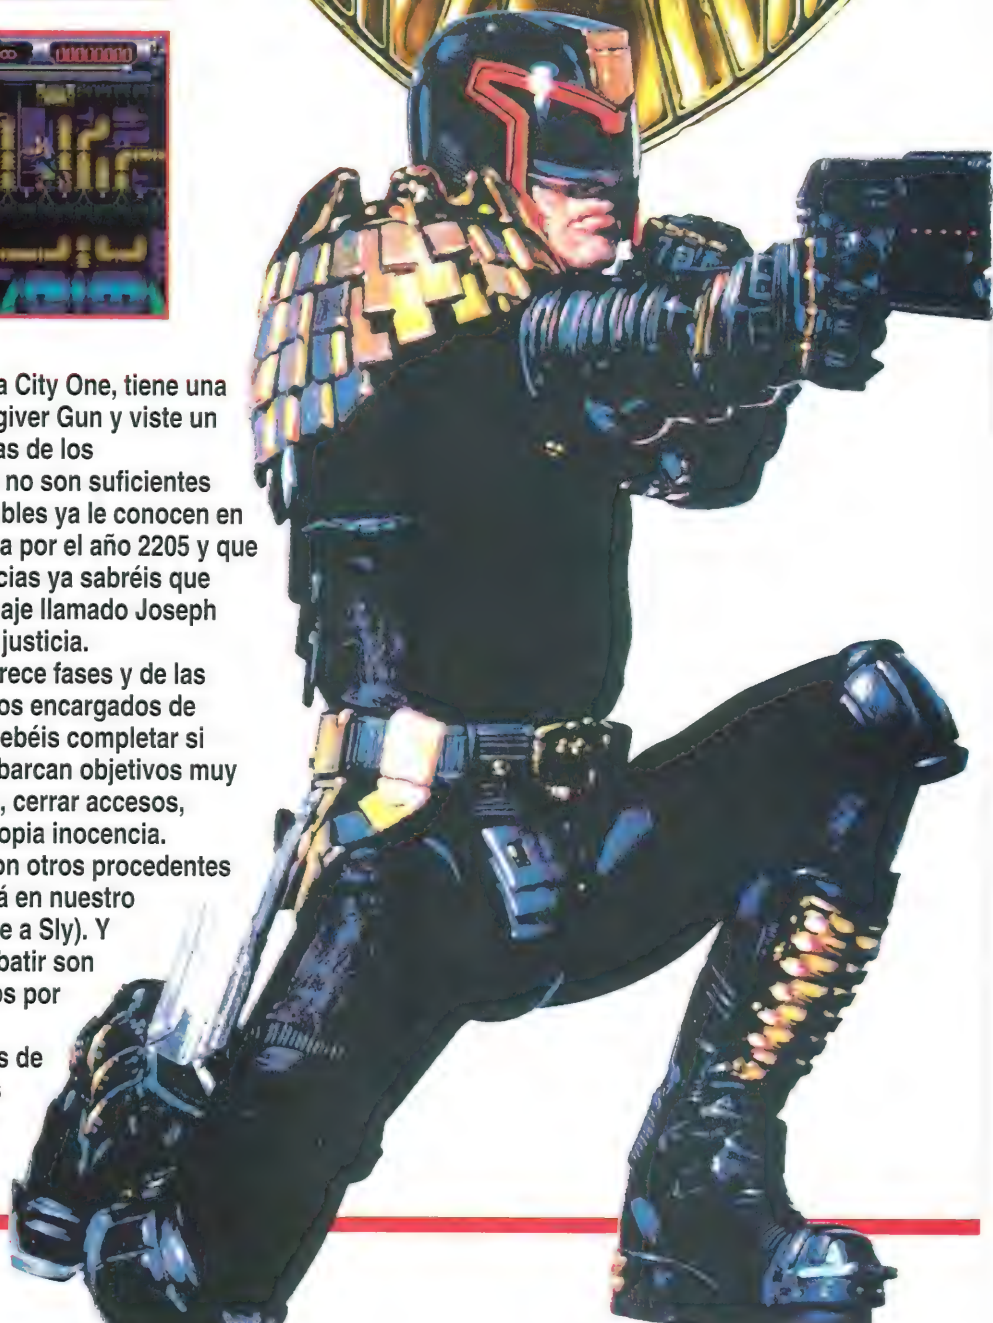 00000000
a City One, tiene una
giver Gun y viste un
as de los
no son suficientes
bles ya le conocen en
a por el año 2205 y que
cias ya sabréis que
aje llamado Joseph
justicia.
rece fases y de las
os encargados de
ebéis completar si
barcan objetivos muy
, cerrar accesos,
opia inocencia.
on otros procedentes
á en nuestro
e a Sly). Y
batir son
os por
s de
s